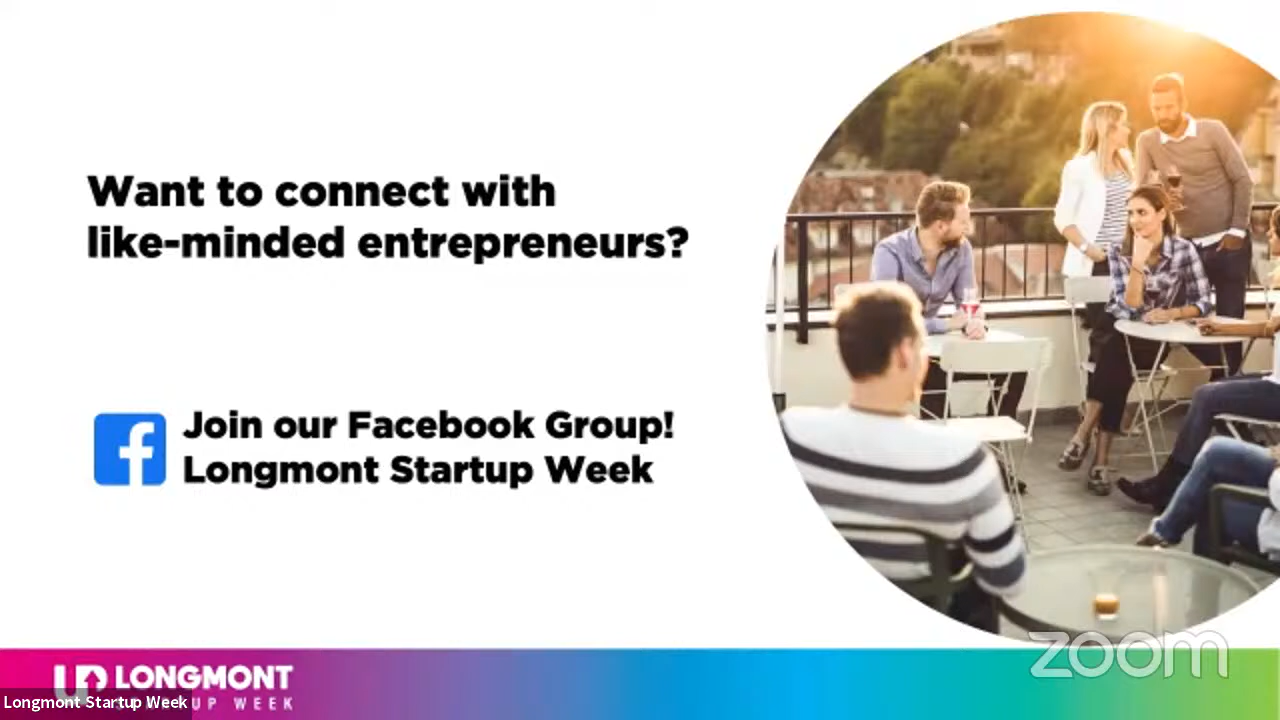 Want to connect with
like-minded entrepreneurs?
Join our Facebook Group!
Longmont Startup Week
zoom
LONGMONT
UP WEEK
Longmont Startup Week